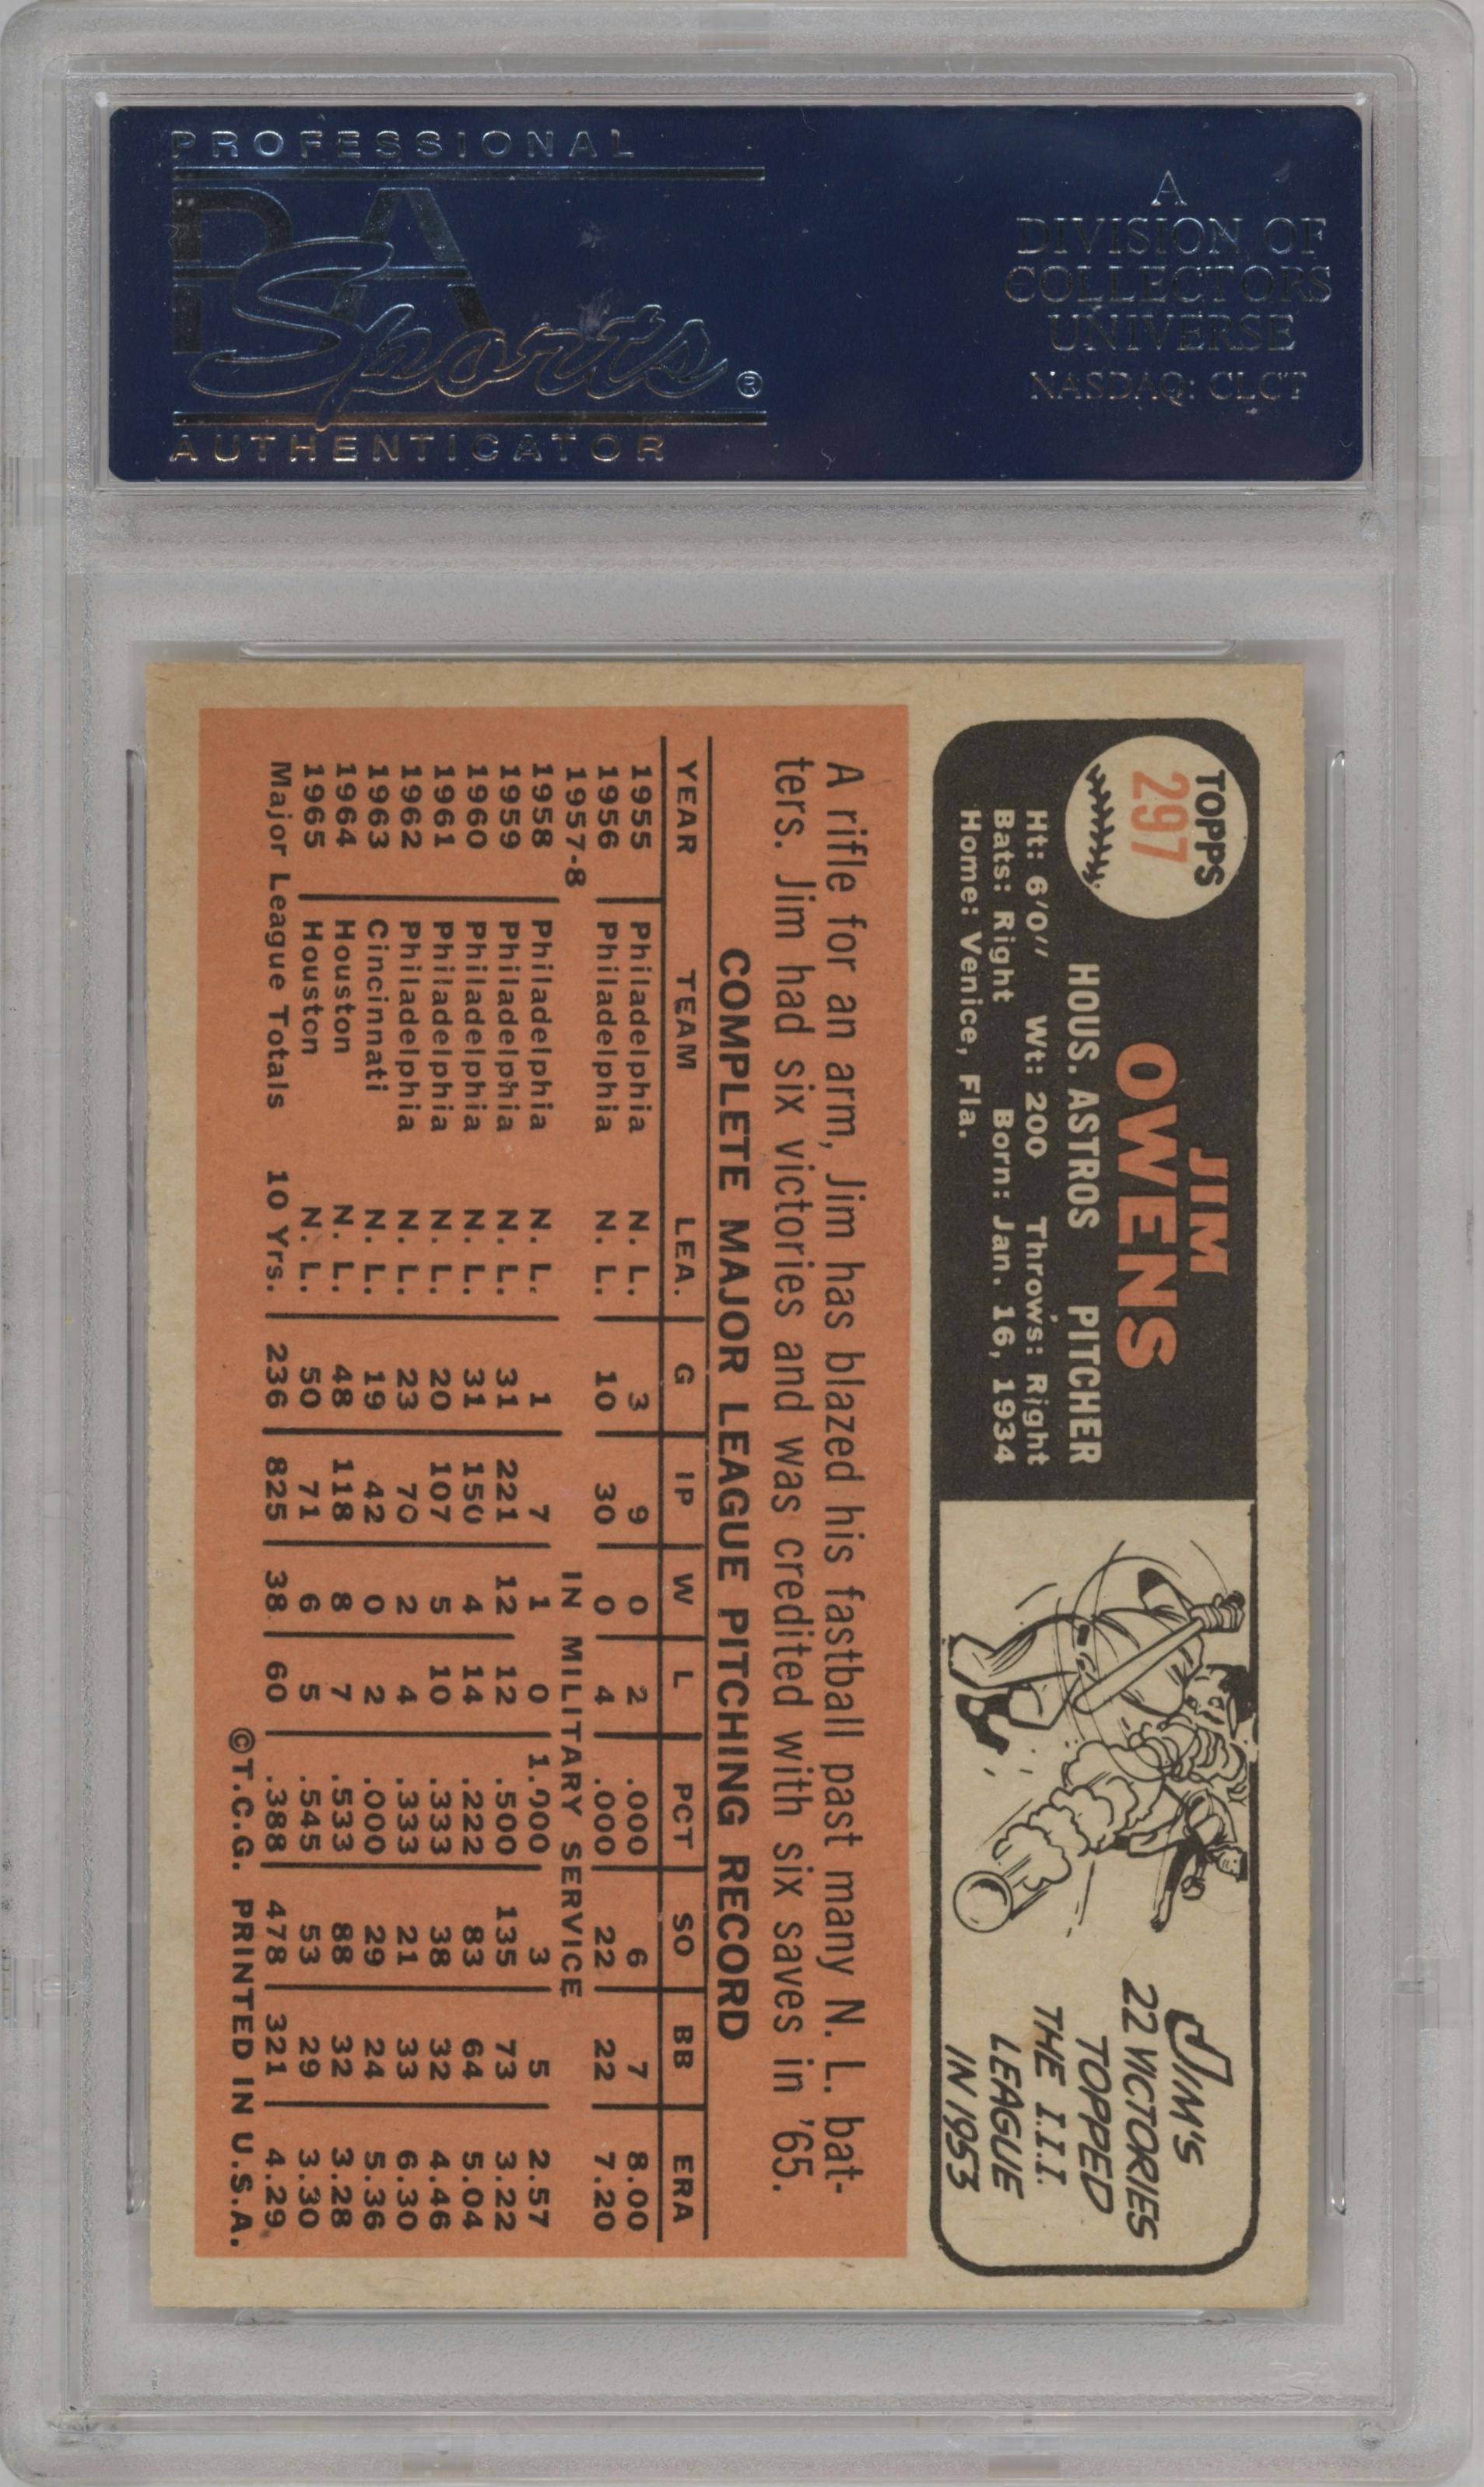 PROFESSIONAL
PSA
Sports®
AUTHENTICATOR
A
DIVISION OF
COLLECTORS
UNIVERSE
NASDAQ: CLCT
TOPPS
297
JIM
OWENS
HOUS. ASTROS PITCHER
Ht: 6'0" Wt: 200 Throws: Right
Bats: Right Born: Jan. 16, 1934
Home: Venice, Fla.
JIM'S
22 VICTORIES
TOPPED
THE I.I.I.
LEAGUE
IN 1953
A rifle for an arm, Jim has blazed his fastball past many N. L. bat-
ters. Jim had six victories and was credited with six saves in '65.
COMPLETE MAJOR LEAGUE PITCHING RECORD
YEAR TEAM LEA. G IP W L PCT SO BB ERA
1955 Philadelphia N. L. 3 9 0 2 .000 6 7 8.00
1956 Philadelphia N. L. 10 30 0 4 .000 22 22 7.20
1957-8 IN MILITARY SERVICE
1958 Philadelphia N. L. 1 7 1 0 1.000 3 5 2.57
1959 Philadelphia N. L. 31 221 12 12 .500 135 73 3.22
1960 Philadelphia N. L. 31 150 4 14 .222 83 64 5.04
1961 Philadelphia N. L. 20 107 5 10 .333 38 32 4.46
1962 Philadelphia N. L. 23 70 2 4 .333 21 33 6.30
1963 Cincinnati N. L. 19 42 0 2 .000 29 24 5.36
1964 Houston N. L. 48 118 8 7 .533 88 32 3.28
1965 Houston N. L. 50 71 6 5 .545 53 29 3.30
Major League Totals 10 Yrs. 236 825 38 60 .388 478 321 4.29
©T.C.G. PRINTED IN U.S.A.